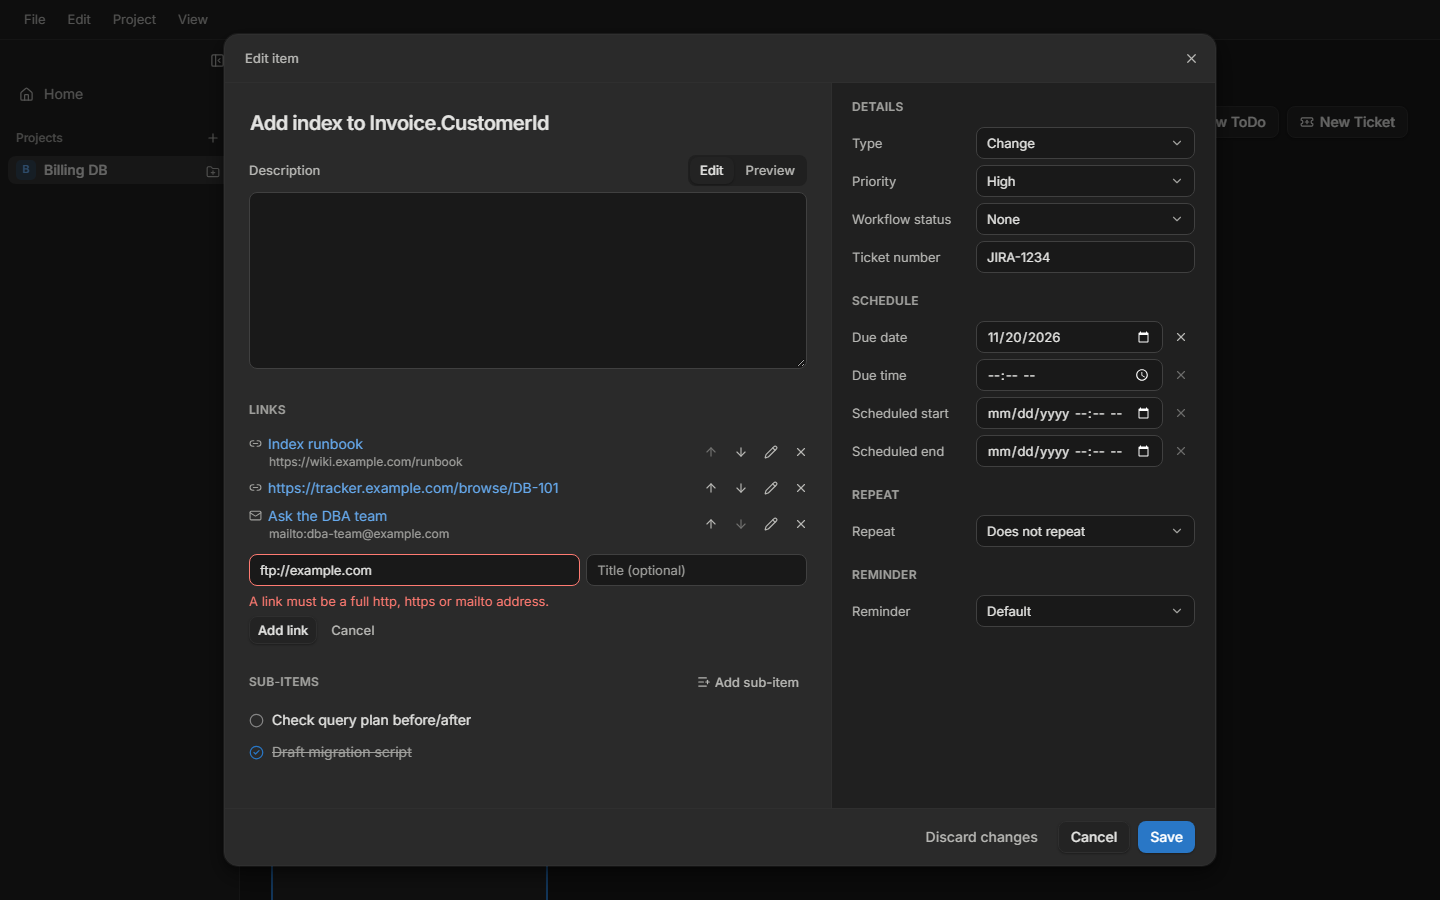 File Edit Project View
Edit item
Home
Projects
B Billing DB
w ToDo
New Ticket
Add index to Invoice.CustomerId
Description
Edit Preview
LINKS
Index runbook
https://wiki.example.com/runbook
https://tracker.example.com/browse/DB-101
Ask the DBA team
mailto:dba-team@example.com
ftp://example.com
Title (optional)
A link must be a full http, https or mailto address.
Add link Cancel
SUB-ITEMS
Add sub-item
Check query plan before/after
Draft migration script
DETAILS
Type Change
Priority High
Workflow status None
Ticket number JIRA-1234
SCHEDULE
Due date 11/20/2026
Due time --:-- --
Scheduled start mm/dd/yyyy --:-- --
Scheduled end mm/dd/yyyy --:-- --
REPEAT
Repeat Does not repeat
REMINDER
Reminder Default
Discard changes Cancel Save